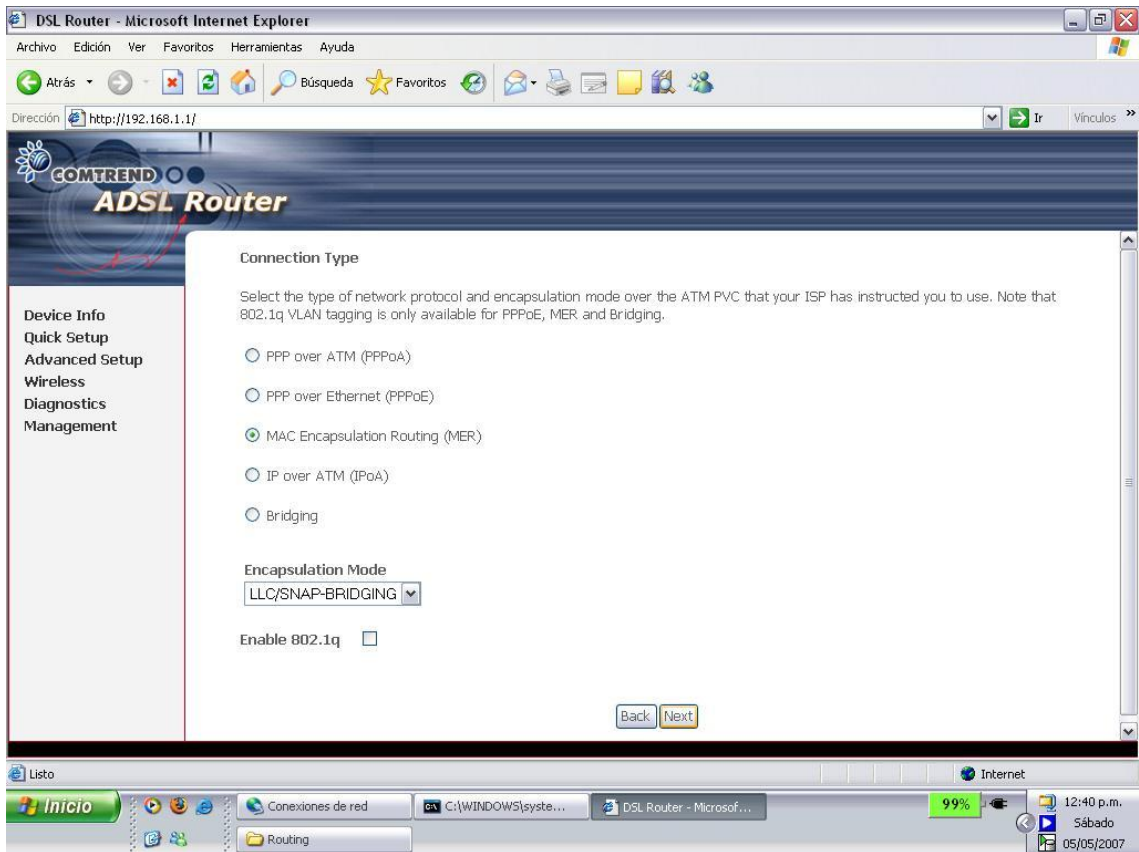 DSL Router - Microsoft Internet Explorer
Archivo Edición Ver Favoritos Herramientas Ayuda
Atrás Búsqueda Favoritos
Dirección http://192.168.1.1/ Ir Vínculos »
COMTREND
ADSL Router
Device Info
Quick Setup
Advanced Setup
Wireless
Diagnostics
Management
Connection Type
Select the type of network protocol and encapsulation mode over the ATM PVC that your ISP has instructed you to use. Note that
802.1q VLAN tagging is only available for PPPoE, MER and Bridging.
PPP over ATM (PPPoA)
PPP over Ethernet (PPPoE)
MAC Encapsulation Routing (MER)
IP over ATM (IPoA)
Bridging
Encapsulation Mode
LLC/SNAP-BRIDGING
Enable 802.1q
Back Next
Listo Internet
Inicio Conexiones de red C:\WINDOWS\syste... DSL Router - Microsof... 99% 12:40 p.m.
Sábado
Routing 05/05/2007